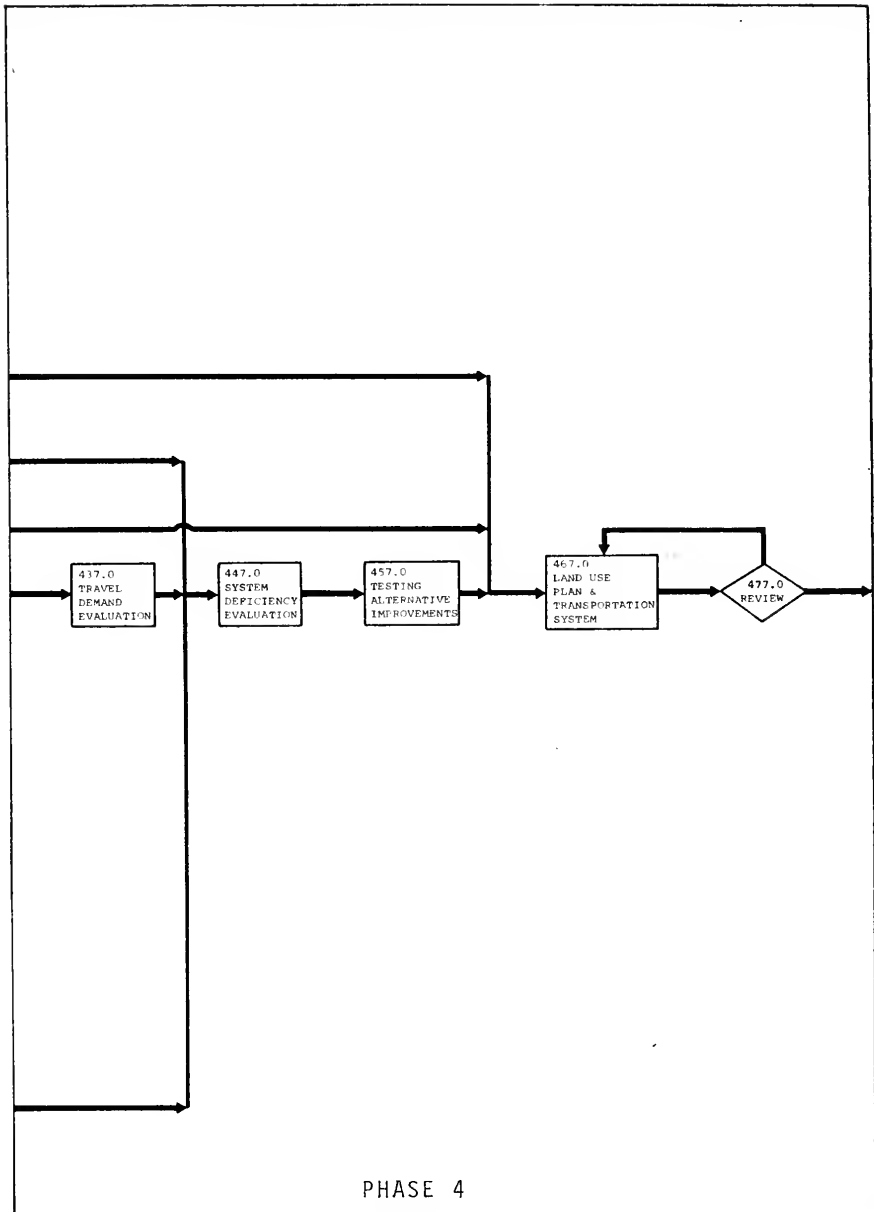 437.0
TRAVEL
DEMAND
EVALUATION
447.0
SYSTEM
DEFICIENCY
EVALUATION
457.0
TESTING
ALTERNATIVE
IMPROVEMENTS
467.0
LAND USE
PLAN &
TRANSPORTATION
SYSTEM
477.0
REVIEW
PHASE 4